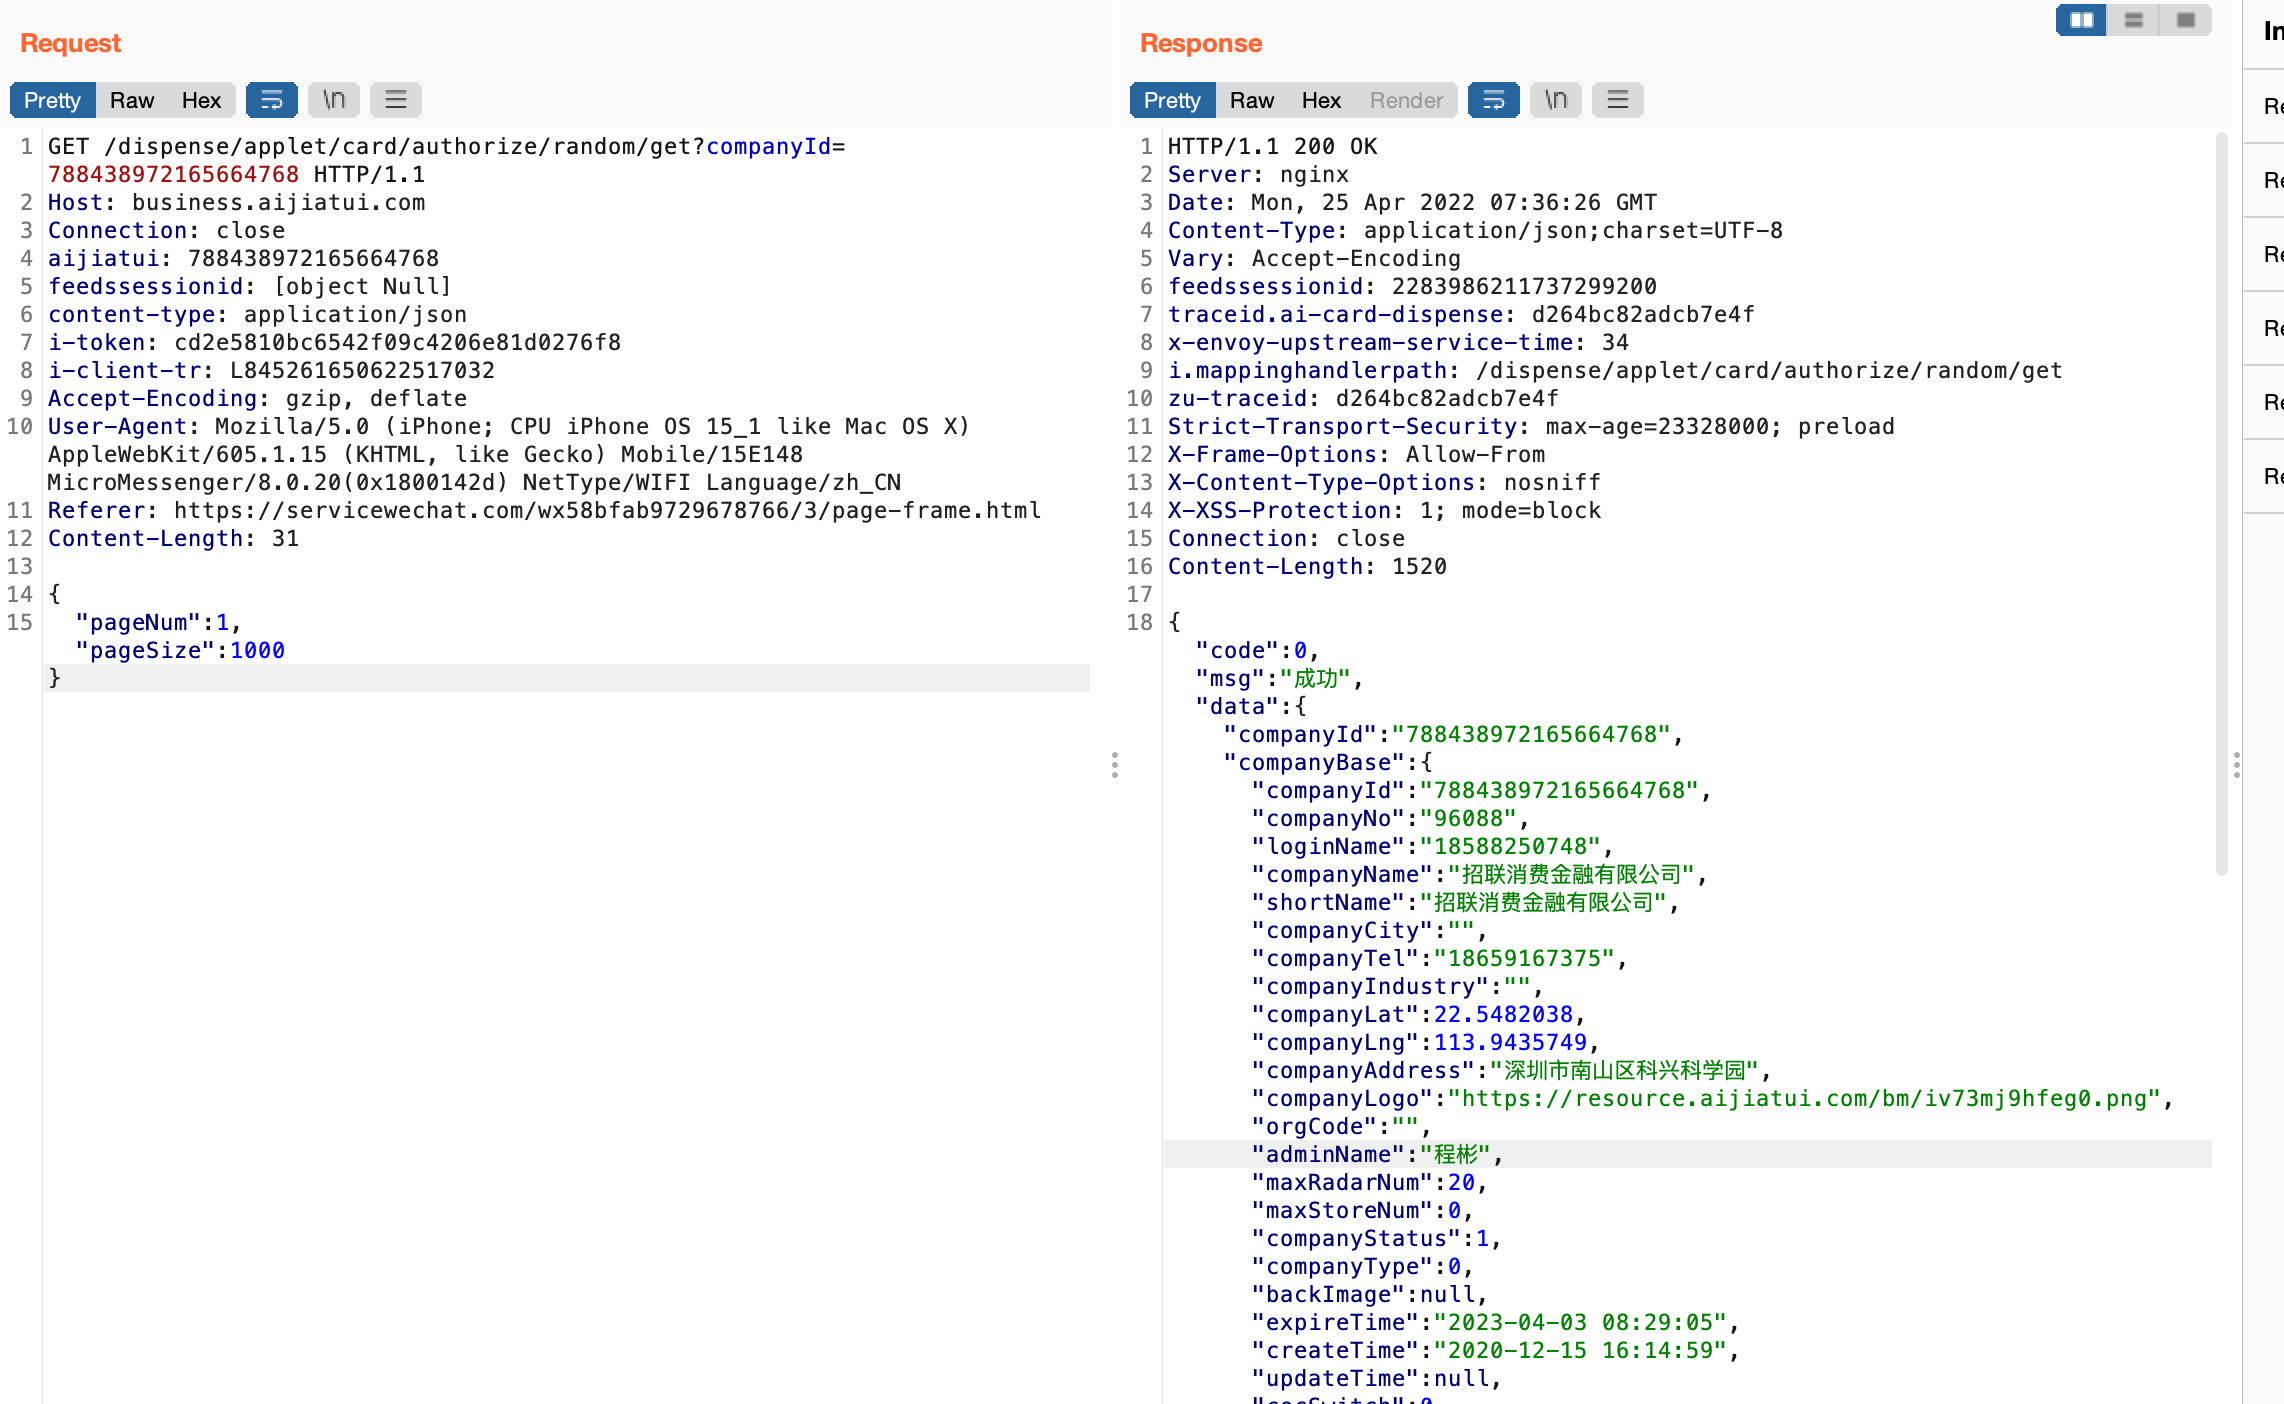 Request
Pretty Raw Hex \n
1 GET /dispense/applet/card/authorize/random/get?companyId=
788438972165664768 HTTP/1.1
2 Host: business.aijiatui.com
3 Connection: close
4 aijiatui: 788438972165664768
5 feedssessionid: [object Null]
6 content-type: application/json
7 i-token: cd2e5810bc6542f09c4206e81d0276f8
8 i-client-tr: L845261650622517032
9 Accept-Encoding: gzip, deflate
10 User-Agent: Mozilla/5.0 (iPhone; CPU iPhone OS 15_1 like Mac OS X)
AppleWebKit/605.1.15 (KHTML, like Gecko) Mobile/15E148
MicroMessenger/8.0.20(0x1800142d) NetType/WIFI Language/zh_CN
11 Referer: https://servicewechat.com/wx58bfab9729678766/3/page-frame.html
12 Content-Length: 31
13
14 {
15 "pageNum":1,
"pageSize":1000
}
Response
Pretty Raw Hex Render \n
1 HTTP/1.1 200 OK
2 Server: nginx
3 Date: Mon, 25 Apr 2022 07:36:26 GMT
4 Content-Type: application/json;charset=UTF-8
5 Vary: Accept-Encoding
6 feedssessionid: 2283986211737299200
7 traceid.ai-card-dispense: d264bc82adcb7e4f
8 x-envoy-upstream-service-time: 34
9 i.mappinghandlerpath: /dispense/applet/card/authorize/random/get
10 zu-traceid: d264bc82adcb7e4f
11 Strict-Transport-Security: max-age=23328000; preload
12 X-Frame-Options: Allow-From
13 X-Content-Type-Options: nosniff
14 X-XSS-Protection: 1; mode=block
15 Connection: close
16 Content-Length: 1520
17
18 {
"code":0,
"msg":"成功",
"data":{
"companyId":"788438972165664768",
"companyBase":{
"companyId":"788438972165664768",
"companyNo":"96088",
"loginName":"18588250748",
"companyName":"招联消费金融有限公司",
"shortName":"招联消费金融有限公司",
"companyCity":"",
"companyTel":"18659167375",
"companyIndustry":"",
"companyLat":22.5482038,
"companyLng":113.9435749,
"companyAddress":"深圳市南山区科兴科学园",
"companyLogo":"https://resource.aijiatui.com/bm/iv73mj9hfeg0.png",
"orgCode":"",
"adminName":"程彬",
"maxRadarNum":20,
"maxStoreNum":0,
"companyStatus":1,
"companyType":0,
"backImage":null,
"expireTime":"2023-04-03 08:29:05",
"createTime":"2020-12-15 16:14:59",
"updateTime":null,